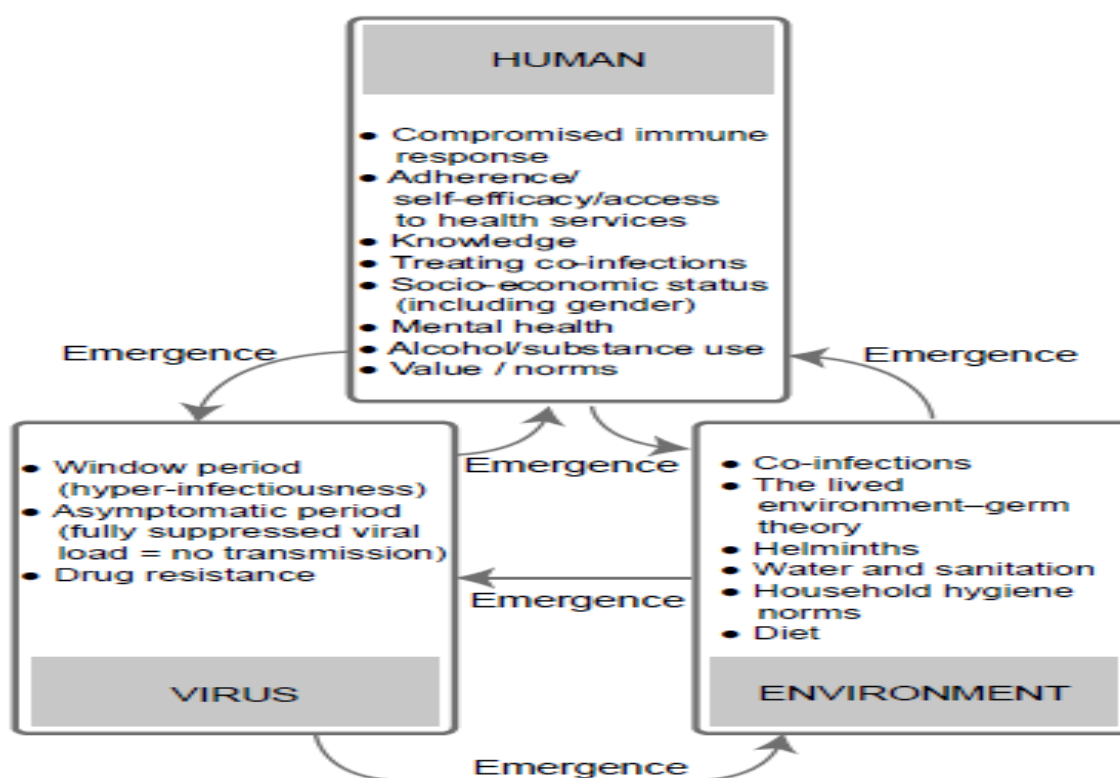 HUMAN
● Compromised immune
response
● Adherence/
self-efficacy/access
to health services
● Knowledge
● Treating co-infections
● Socio-economic status
(including gender)
● Mental health
● Alcohol/substance use
● Value / norms
Emergence
Emergence
Emergence
● Window period
(hyper-infectiousness)
● Asymptomatic period
(fully suppressed viral
load = no transmission)
● Drug resistance
VIRUS
Emergence
● Co-infections
● The lived
environment–germ
theory
● Helminths
● Water and sanitation
● Household hygiene
norms
● Diet
ENVIRONMENT
Emergence